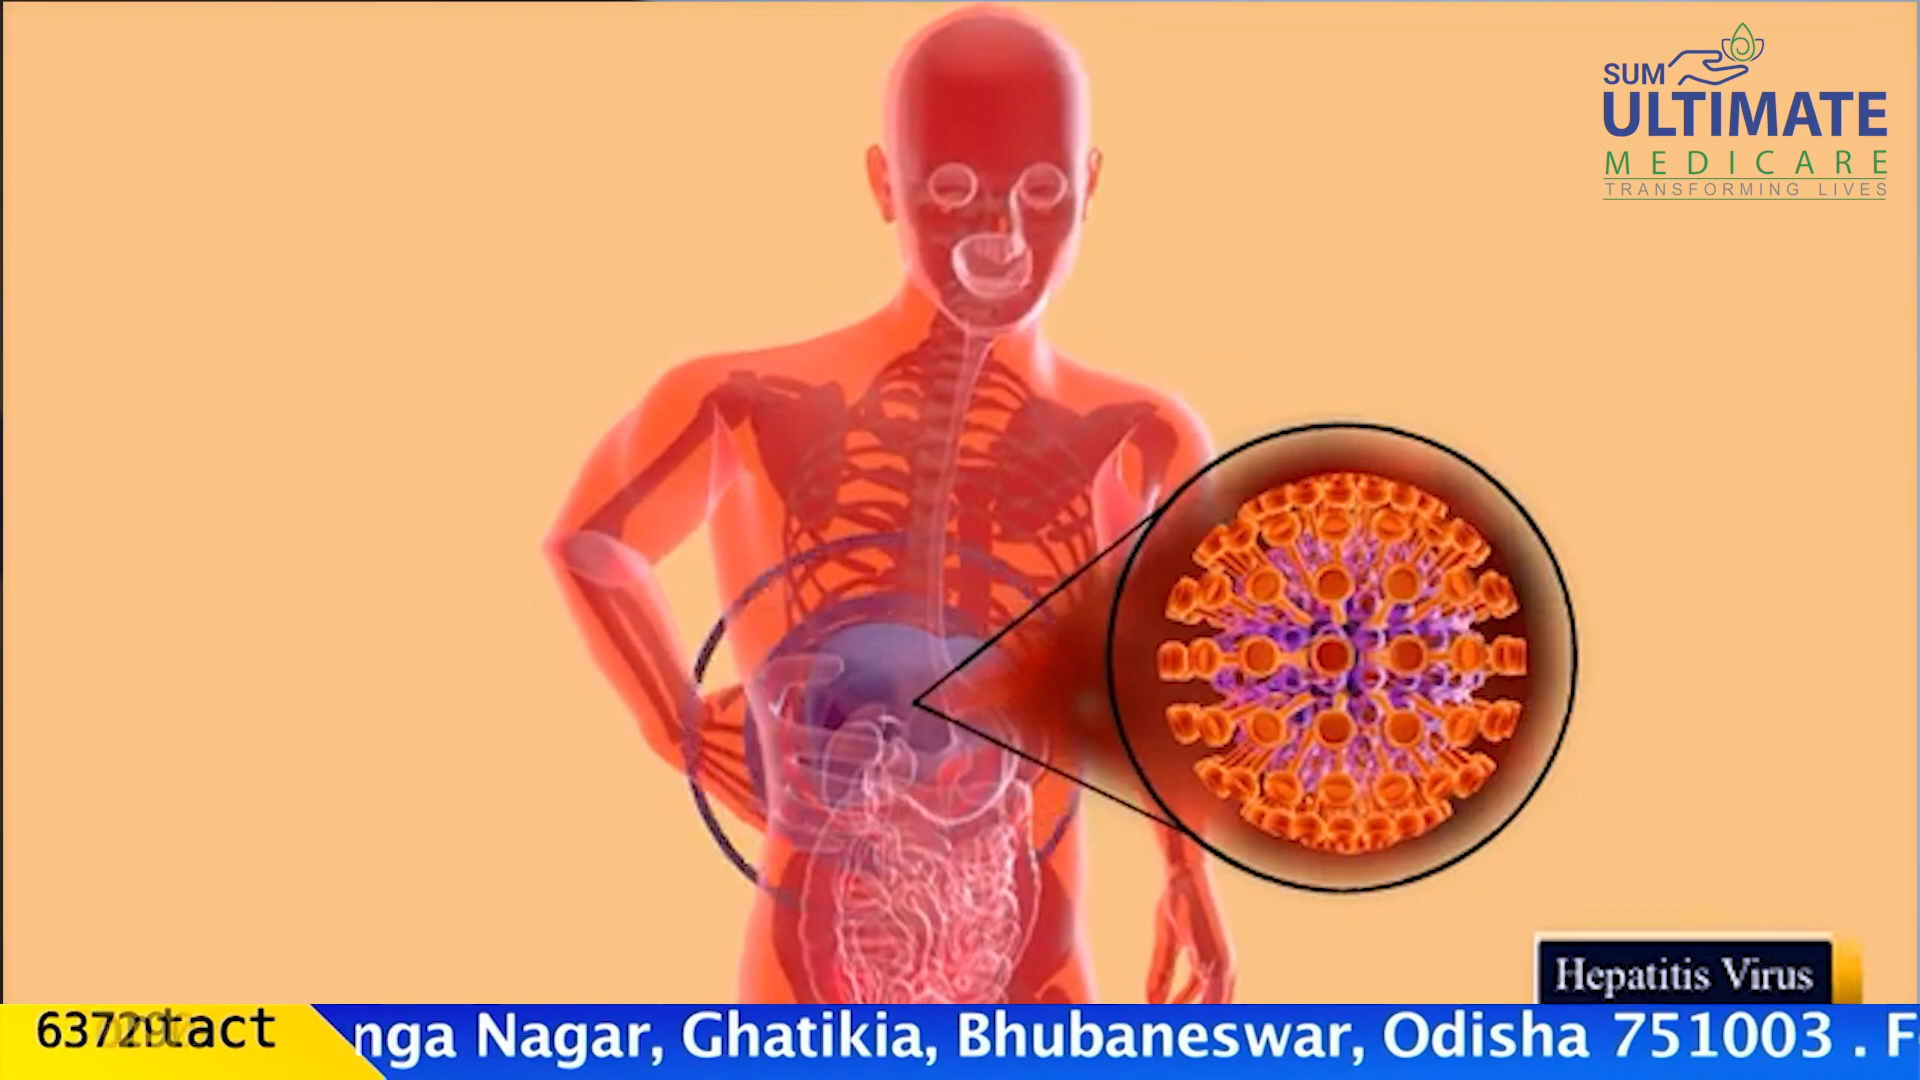 SUM
ULTIMATE
MEDICARE
TRANSFORMING LIVES
Hepatitis Virus
nga Nagar, Ghatikia, Bhubaneswar, Odisha 751003 . F